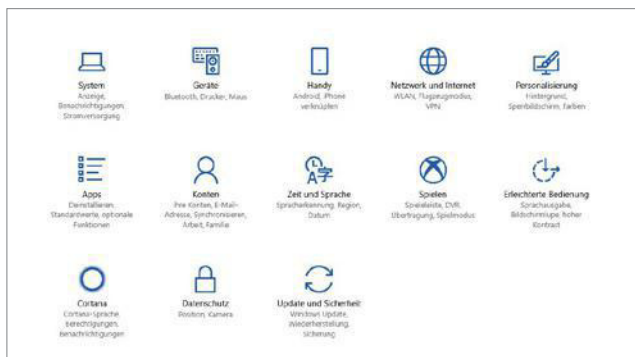 System
Anzeige,
Benachrichtigungen,
Stromversorgung
Geräte
Bluetooth, Drucker, Maus
Handy
Android, iPhone
verknüpfen
Netzwerk und Internet
WLAN, Flugzeugmodus,
VPN
Personalisierung
Hintergrund,
Sperrbildschirm, Farben
Apps
Deinstallieren,
Standardwerte, optionale
Funktionen
Konten
Ihre Konten, E-Mail-
Adresse, Synchronisieren,
Arbeit, Familie
Zeit und Sprache
Spracherkennung, Region,
Datum
Spielen
Spieleleiste, DVR,
Übertragung, Spielmodus
Erleichterte Bedienung
Sprachausgabe,
Bildschirmlupe, hoher
Kontrast
Cortana
Cortana-Sprache,
Berechtigungen,
Benachrichtigungen
Datenschutz
Position, Kamera
Update und Sicherheit
Windows Update,
Wiederherstellung,
Sicherung